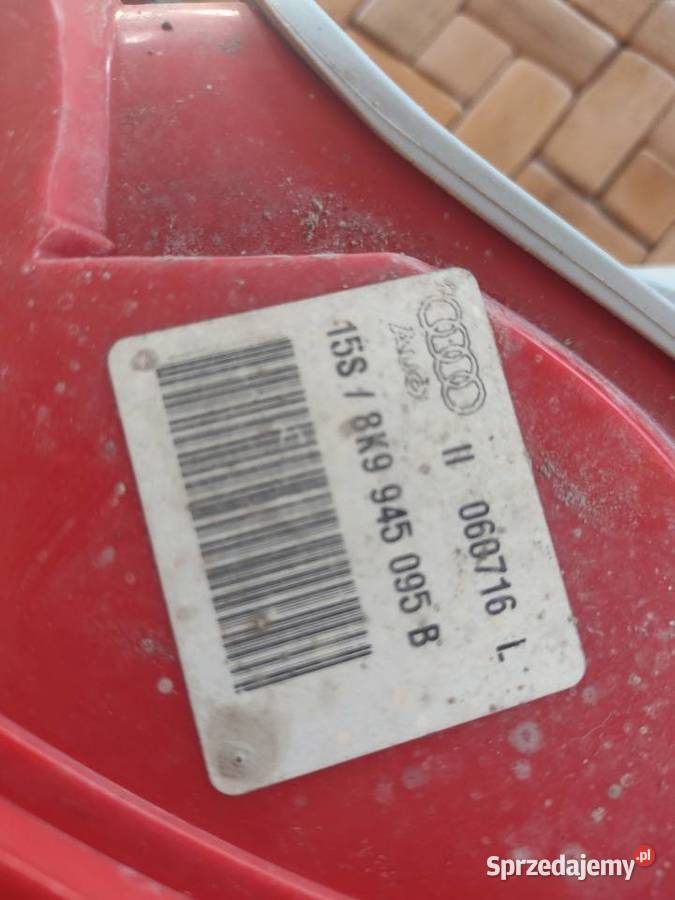 Audi
II 060716 L
15S / 8K9 945 095 B
Sprzedajemy.pl